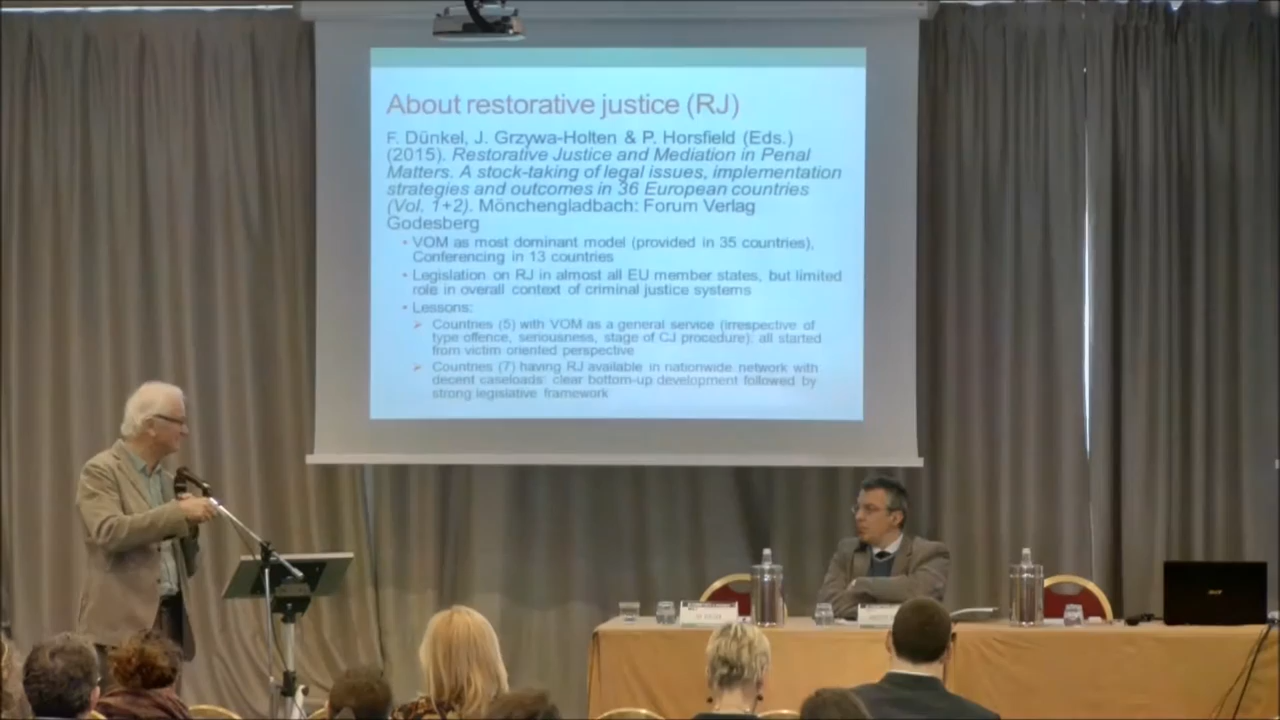 About restorative justice (RJ)
F. Dünkel, J. Grzywa-Holten & P. Horsfield (Eds.)
(2015). Restorative Justice and Mediation in Penal
Matters. A stock-taking of legal issues, implementation
strategies and outcomes in 36 European countries
(Vol. 1+2). Mönchengladbach: Forum Verlag
Godesberg
• VOM as most dominant model (provided in 35 countries),
Conferencing in 13 countries
• Legislation on RJ in almost all EU member states, but limited
role in overall context of criminal justice systems
• Lessons:
➢ Countries (5) with VOM as a general service (irrespective of
type offence, seriousness, stage of CJ procedure): all started
from victim oriented perspective
➢ Countries (7) having RJ available in nationwide network with
decent caseloads: clear bottom-up development followed by
strong legislative framework
acer